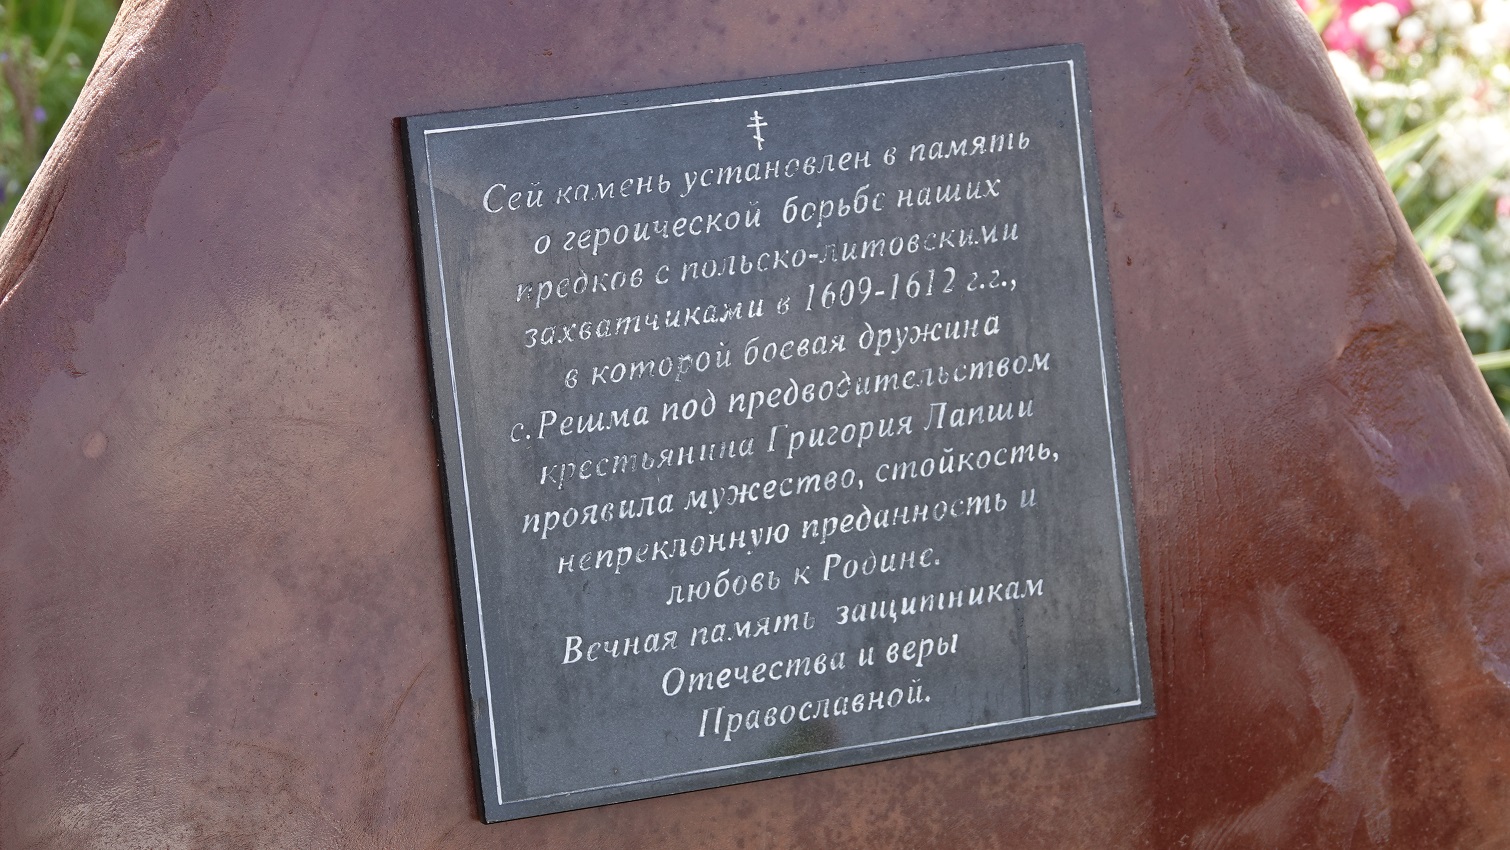 Сей камень установлен в память
о героической борьбе наших
предков с польско-литовскими
захватчиками в 1609-1612 г.г.,
в которой боевая дружина
с.Решма под предводительством
крестьянина Григория Лапши
проявила мужество, стойкость,
непреклонную преданность и
любовь к Родине.
Вечная память защитникам
Отечества и веры
Православной.